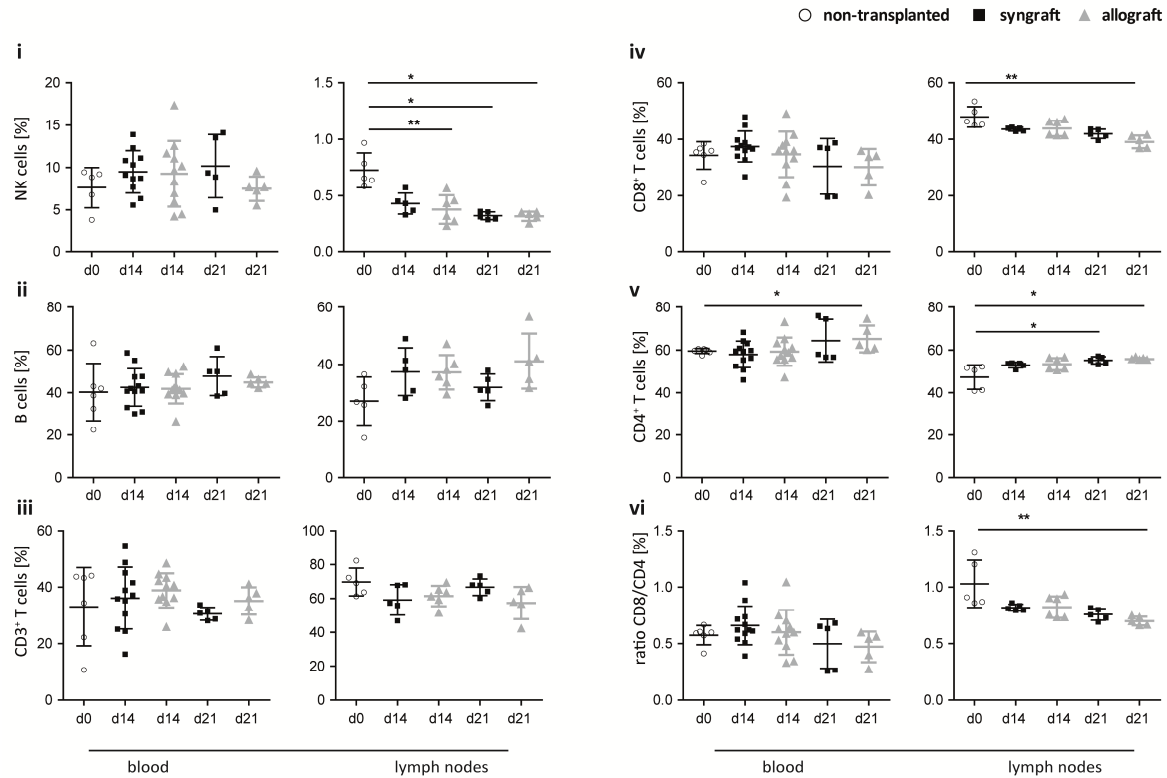 non-transplanted syngraft allograft
i
NK cells [%]
20
15
10
5
0
d0 d14 d14 d21 d21
1.5
1.0
0.5
0.0
*
*
**
d0 d14 d14 d21 d21
iv
CD8+ T cells [%]
60
40
20
0
d0 d14 d14 d21 d21
60
40
20
0
**
d0 d14 d14 d21 d21
ii
B cells [%]
80
60
40
20
0
d0 d14 d14 d21 d21
60
40
20
0
d0 d14 d14 d21 d21
v
CD4+ T cells [%]
80
60
40
20
0
*
d0 d14 d14 d21 d21
80
60
40
20
0
*
*
d0 d14 d14 d21 d21
iii
CD3+ T cells [%]
60
40
20
0
d0 d14 d14 d21 d21
100
80
60
40
20
0
d0 d14 d14 d21 d21
vi
ratio CD8/CD4 [%]
1.5
1.0
0.5
0.0
d0 d14 d14 d21 d21
1.5
1.0
0.5
0.0
**
d0 d14 d14 d21 d21
blood lymph nodes
blood lymph nodes